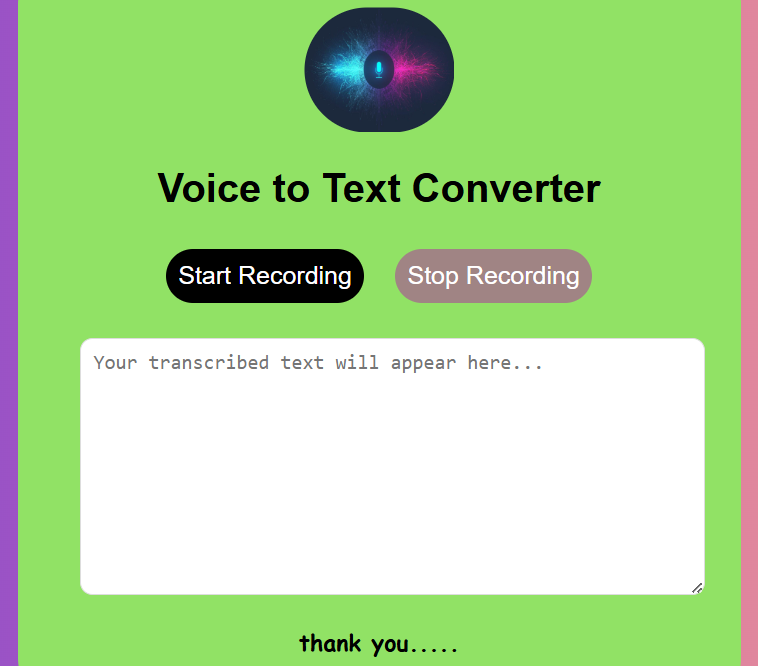 Voice to Text Converter
Start Recording Stop Recording
Your transcribed text will appear here...
thank you.....